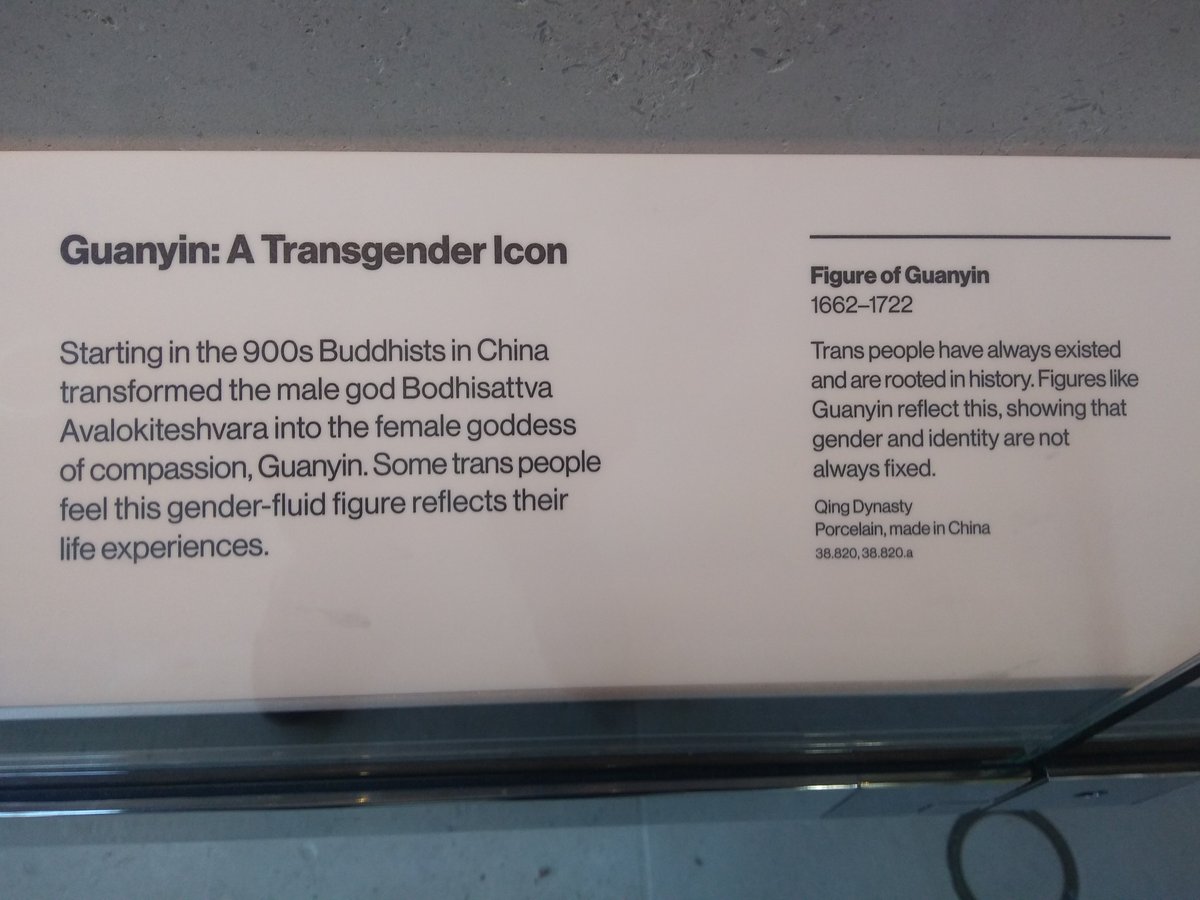 Guanyin: A Transgender Icon
Starting in the 900s Buddhists in China
transformed the male god Bodhisattva
Avalokiteshvara into the female goddess
of compassion, Guanyin. Some trans people
feel this gender-fluid figure reflects their
life experiences.
Figure of Guanyin
1662–1722
Trans people have always existed
and are rooted in history. Figures like
Guanyin reflect this, showing that
gender and identity are not
always fixed.
Qing Dynasty
Porcelain, made in China
38.820, 38.820.a